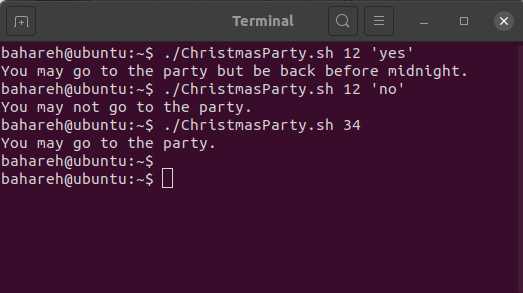 Terminal
bahareh@ubuntu:~$ ./ChristmasParty.sh 12 'yes'
You may go to the party but be back before midnight.
bahareh@ubuntu:~$ ./ChristmasParty.sh 12 'no'
You may not go to the party.
bahareh@ubuntu:~$ ./ChristmasParty.sh 34
You may go to the party.
bahareh@ubuntu:~$
bahareh@ubuntu:~$